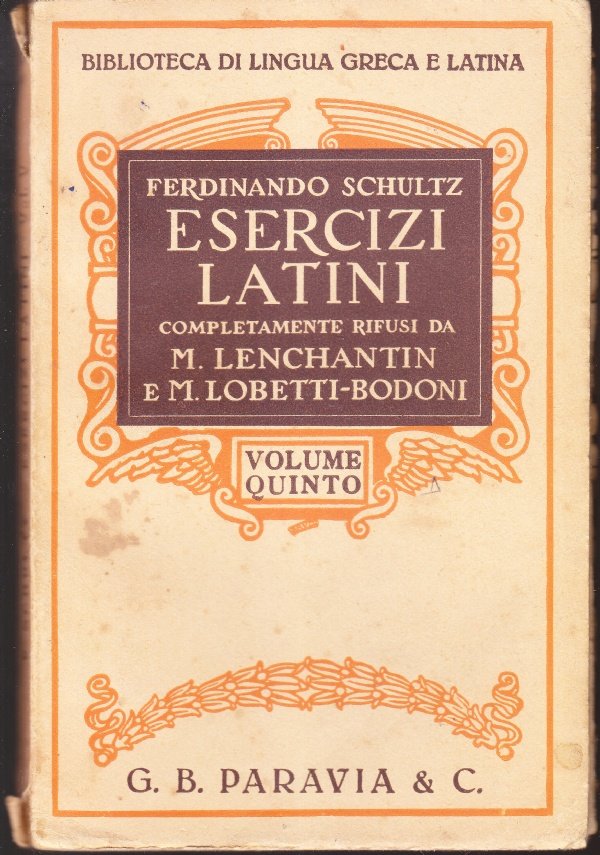 BIBLIOTECA DI LINGUA GRECA E LATINA
FERDINANDO SCHULTZ
ESERCIZI
LATINI
COMPLETAMENTE RIFUSI DA
M. LENCHANTIN
E M. LOBETTI-BODONI
VOLUME
QUINTO
G. B. PARAVIA & C.